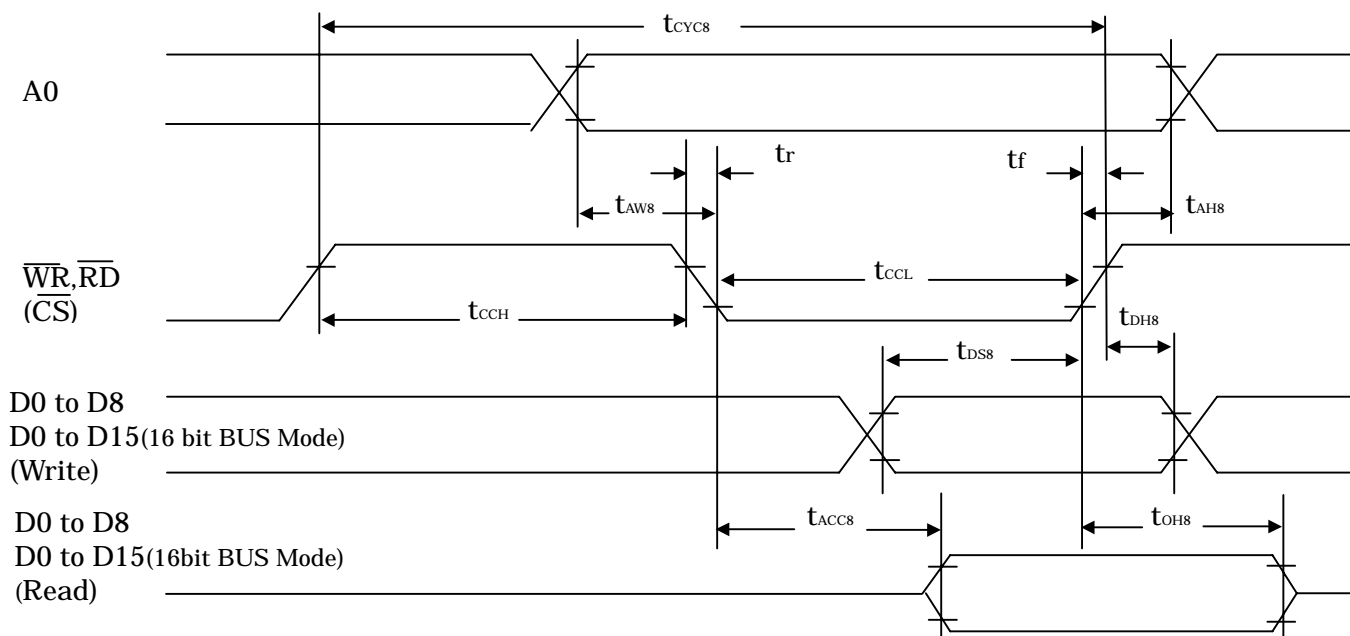 tCYC8
A0
tr
tf
tAW8
tAH8
WR,RD
(CS)
tCCL
tCCH
tDH8
tDS8
D0 to D8
D0 to D15(16 bit BUS Mode)
(Write)
tACC8
tOH8
D0 to D8
D0 to D15(16bit BUS Mode)
(Read)